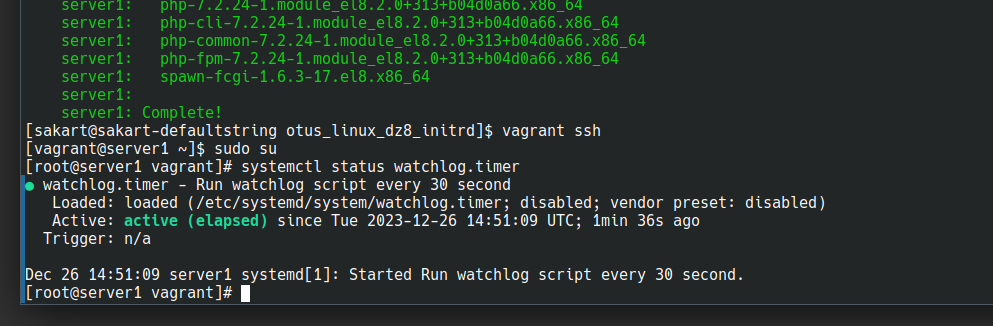 server1:   php-7.2.24-1.module_el8.2.0+313+b04d0a66.x86_64
server1:   php-cli-7.2.24-1.module_el8.2.0+313+b04d0a66.x86_64
server1:   php-common-7.2.24-1.module_el8.2.0+313+b04d0a66.x86_64
server1:   php-fpm-7.2.24-1.module_el8.2.0+313+b04d0a66.x86_64
server1:   spawn-fcgi-1.6.3-17.el8.x86_64
server1:
server1: Complete!
[sakart@sakart-defaultstring otus_linux_dz8_initrd]$ vagrant ssh
[vagrant@server1 ~]$ sudo su
[root@server1 vagrant]# systemctl status watchlog.timer
● watchlog.timer - Run watchlog script every 30 second
Loaded: loaded (/etc/systemd/system/watchlog.timer; disabled; vendor preset: disabled)
Active: active (elapsed) since Tue 2023-12-26 14:51:09 UTC; 1min 36s ago
Trigger: n/a
Dec 26 14:51:09 server1 systemd[1]: Started Run watchlog script every 30 second.
[root@server1 vagrant]#